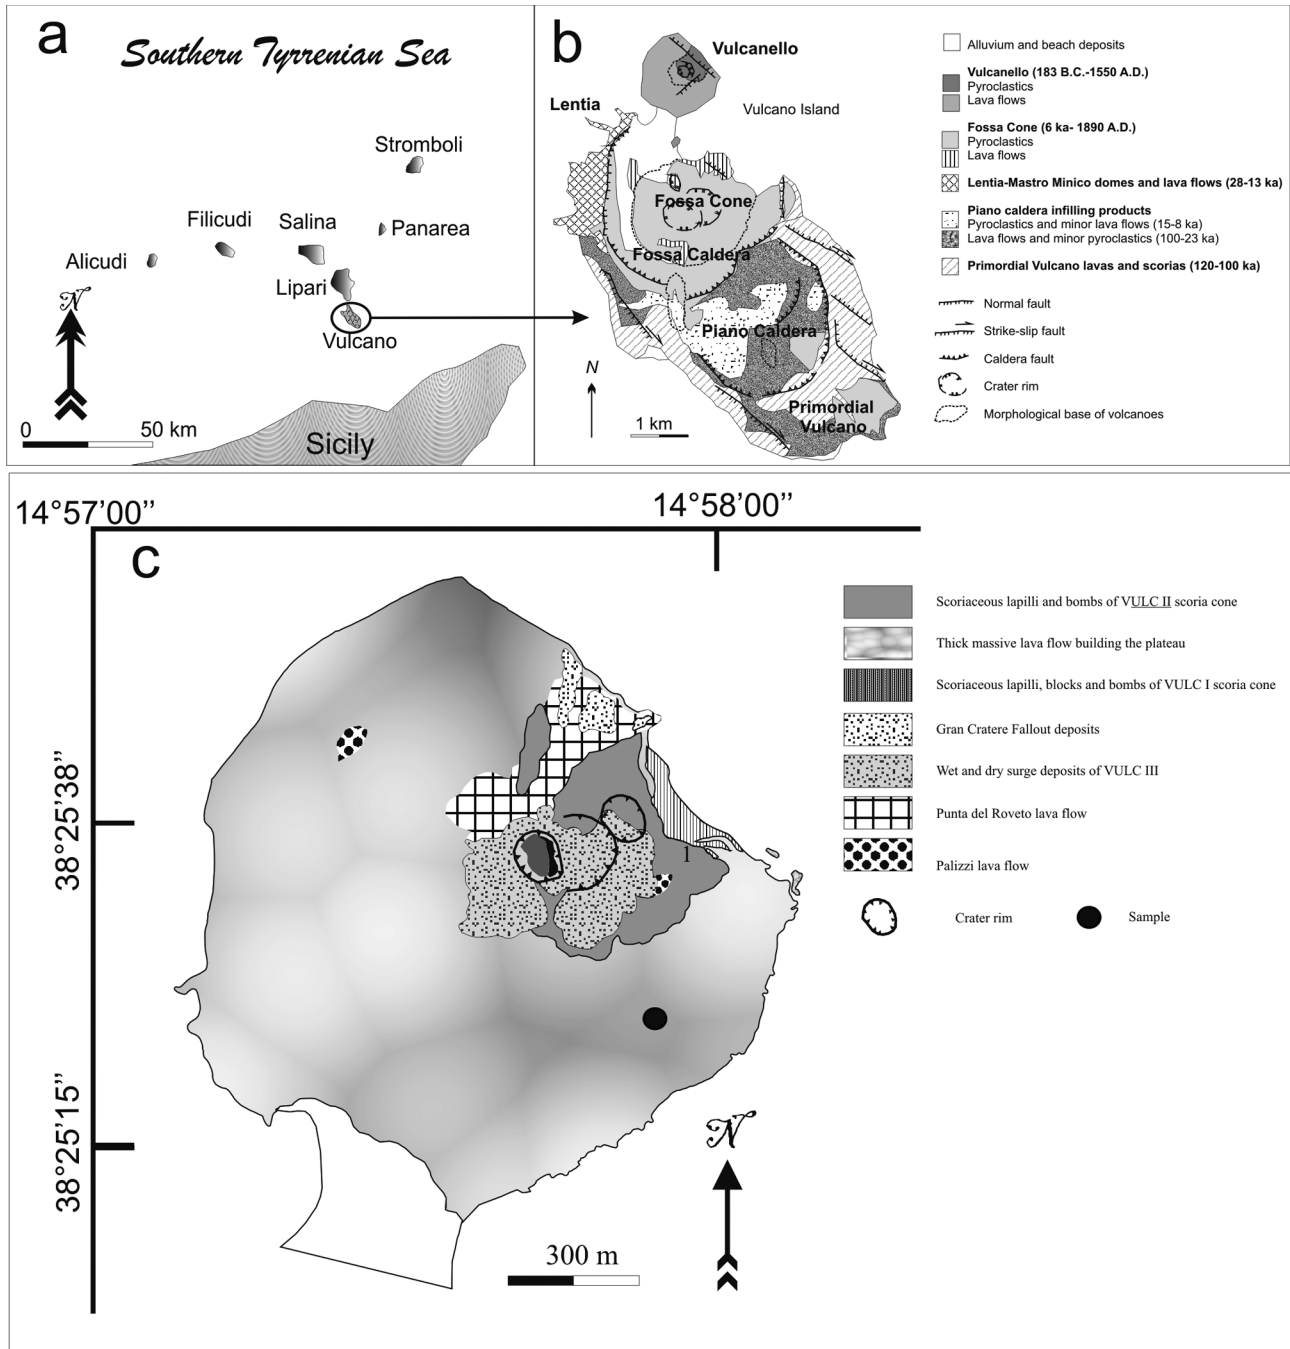 a
Southern Tyrrenian Sea
Stromboli
Filicudi
Salina
Panarea
Alicudi
Lipari
N
Vulcano
0
50 km
Sicily
b
Vulcanello
Lentia
Vulcano Island
Fossa Cone
Fossa Caldera
Piano Caldera
N
Primordial
Vulcano
1 km
Alluvium and beach deposits
Vulcanello (183 B.C.-1550 A.D.)
Pyroclastics
Lava flows
Fossa Cone (6 ka- 1890 A.D.)
Pyroclastics
Lava flows
Lentia-Mastro Minico domes and lava flows (28-13 ka)
Piano caldera infilling products
Pyroclastics and minor lava flows (15-8 ka)
Lava flows and minor pyroclastics (100-23 ka)
Primordial Vulcano lavas and scorias (120-100 ka)
Normal fault
Strike-slip fault
Caldera fault
Crater rim
Morphological base of volcanoes
14°57’00’’
14°58’00’’
c
38°25’38’’
38°25’15’’
2
1
N
300 m
Scoriaceous lapilli and bombs of VULC II scoria cone
Thick massive lava flow building the plateau
Scoriaceous lapilli, blocks and bombs of VULC I scoria cone
Gran Cratere Fallout deposits
Wet and dry surge deposits of VULC III
Punta del Roveto lava flow
Palizzi lava flow
Crater rim
Sample